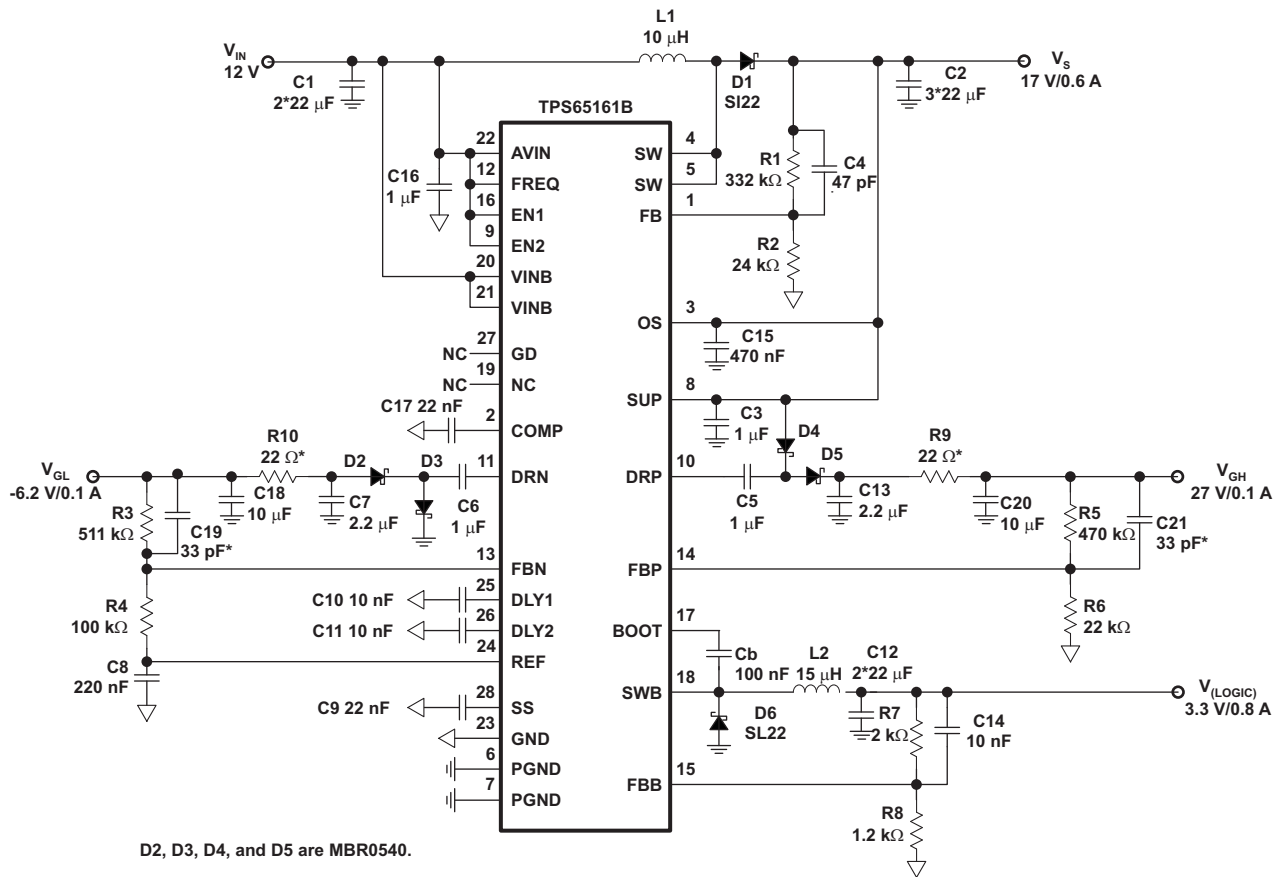 L1
10 µH
V_IN
12 V
C1
2*22 µF
D1
SI22
C2
3*22 µF
V_S
17 V/0.6 A
TPS65161B
22
AVIN
12
FREQ
16
EN1
9
EN2
20
VINB
21
VINB
27
NC
GD
19
NC
NC
2
COMP
C17 22 nF
11
DRN
13
FBN
25
DLY1
26
DLY2
24
REF
28
SS
23
GND
6
PGND
7
PGND
4
SW
5
SW
1
FB
3
OS
8
SUP
10
DRP
14
FBP
17
BOOT
18
SWB
15
FBB
C16
1 µF
R1
332 kΩ
C4
47 pF
R2
24 kΩ
C15
470 nF
C3
1 µF
D4
D5
R9
22 Ω*
C5
1 µF
C13
2.2 µF
C20
10 µF
R5
470 kΩ
C21
33 pF*
V_GH
27 V/0.1 A
R6
22 kΩ
V_GL
-6.2 V/0.1 A
R10
22 Ω*
D2
D3
C18
10 µF
C7
2.2 µF
C6
1 µF
R3
511 kΩ
C19
33 pF*
R4
100 kΩ
C8
220 nF
C10 10 nF
C11 10 nF
C9 22 nF
Cb
100 nF
L2
15 µH
C12
2*22 µF
D6
SL22
R7
2 kΩ
C14
10 nF
V_(LOGIC)
3.3 V/0.8 A
R8
1.2 kΩ
D2, D3, D4, and D5 are MBR0540.